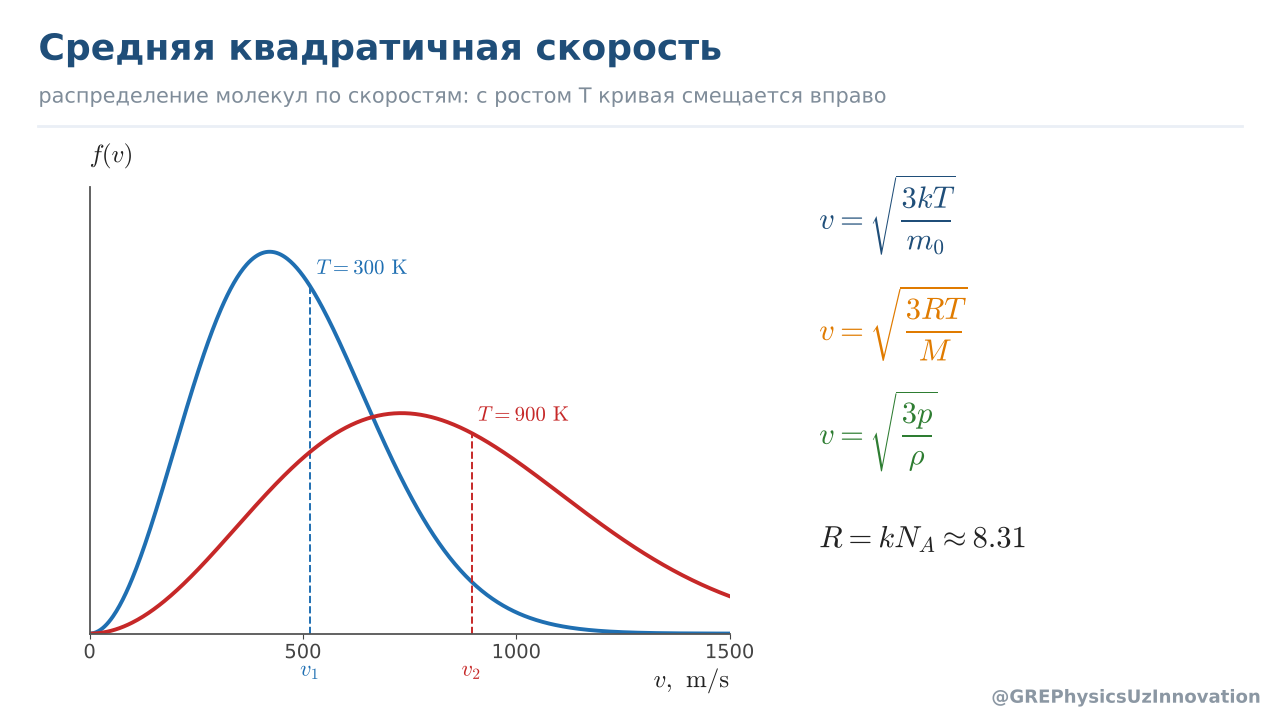 Средняя квадратичная скорость
распределение молекул по скоростям: с ростом T кривая смещается вправо
f(v)
T = 300 K
T = 900 K
0 500 1000 1500
v₁ v₂
v, m/s
v = √(3kT/m₀)
v = √(3RT/M)
v = √(3p/ρ)
R = kN_A ≈ 8.31
@GREPhysicsUzInnovation